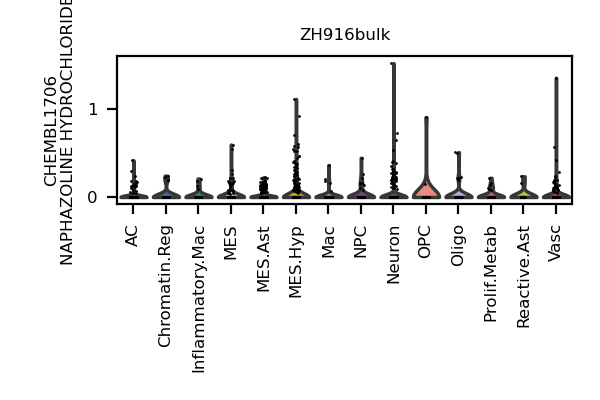 ZH916bulk
CHEMBL1706
NAPHAZOLINE HYDROCHLORIDE
1
0
AC
Chromatin.Reg
Inflammatory.Mac
MES
MES.Ast
MES.Hyp
Mac
NPC
Neuron
OPC
Oligo
Prolif.Metab
Reactive.Ast
Vasc